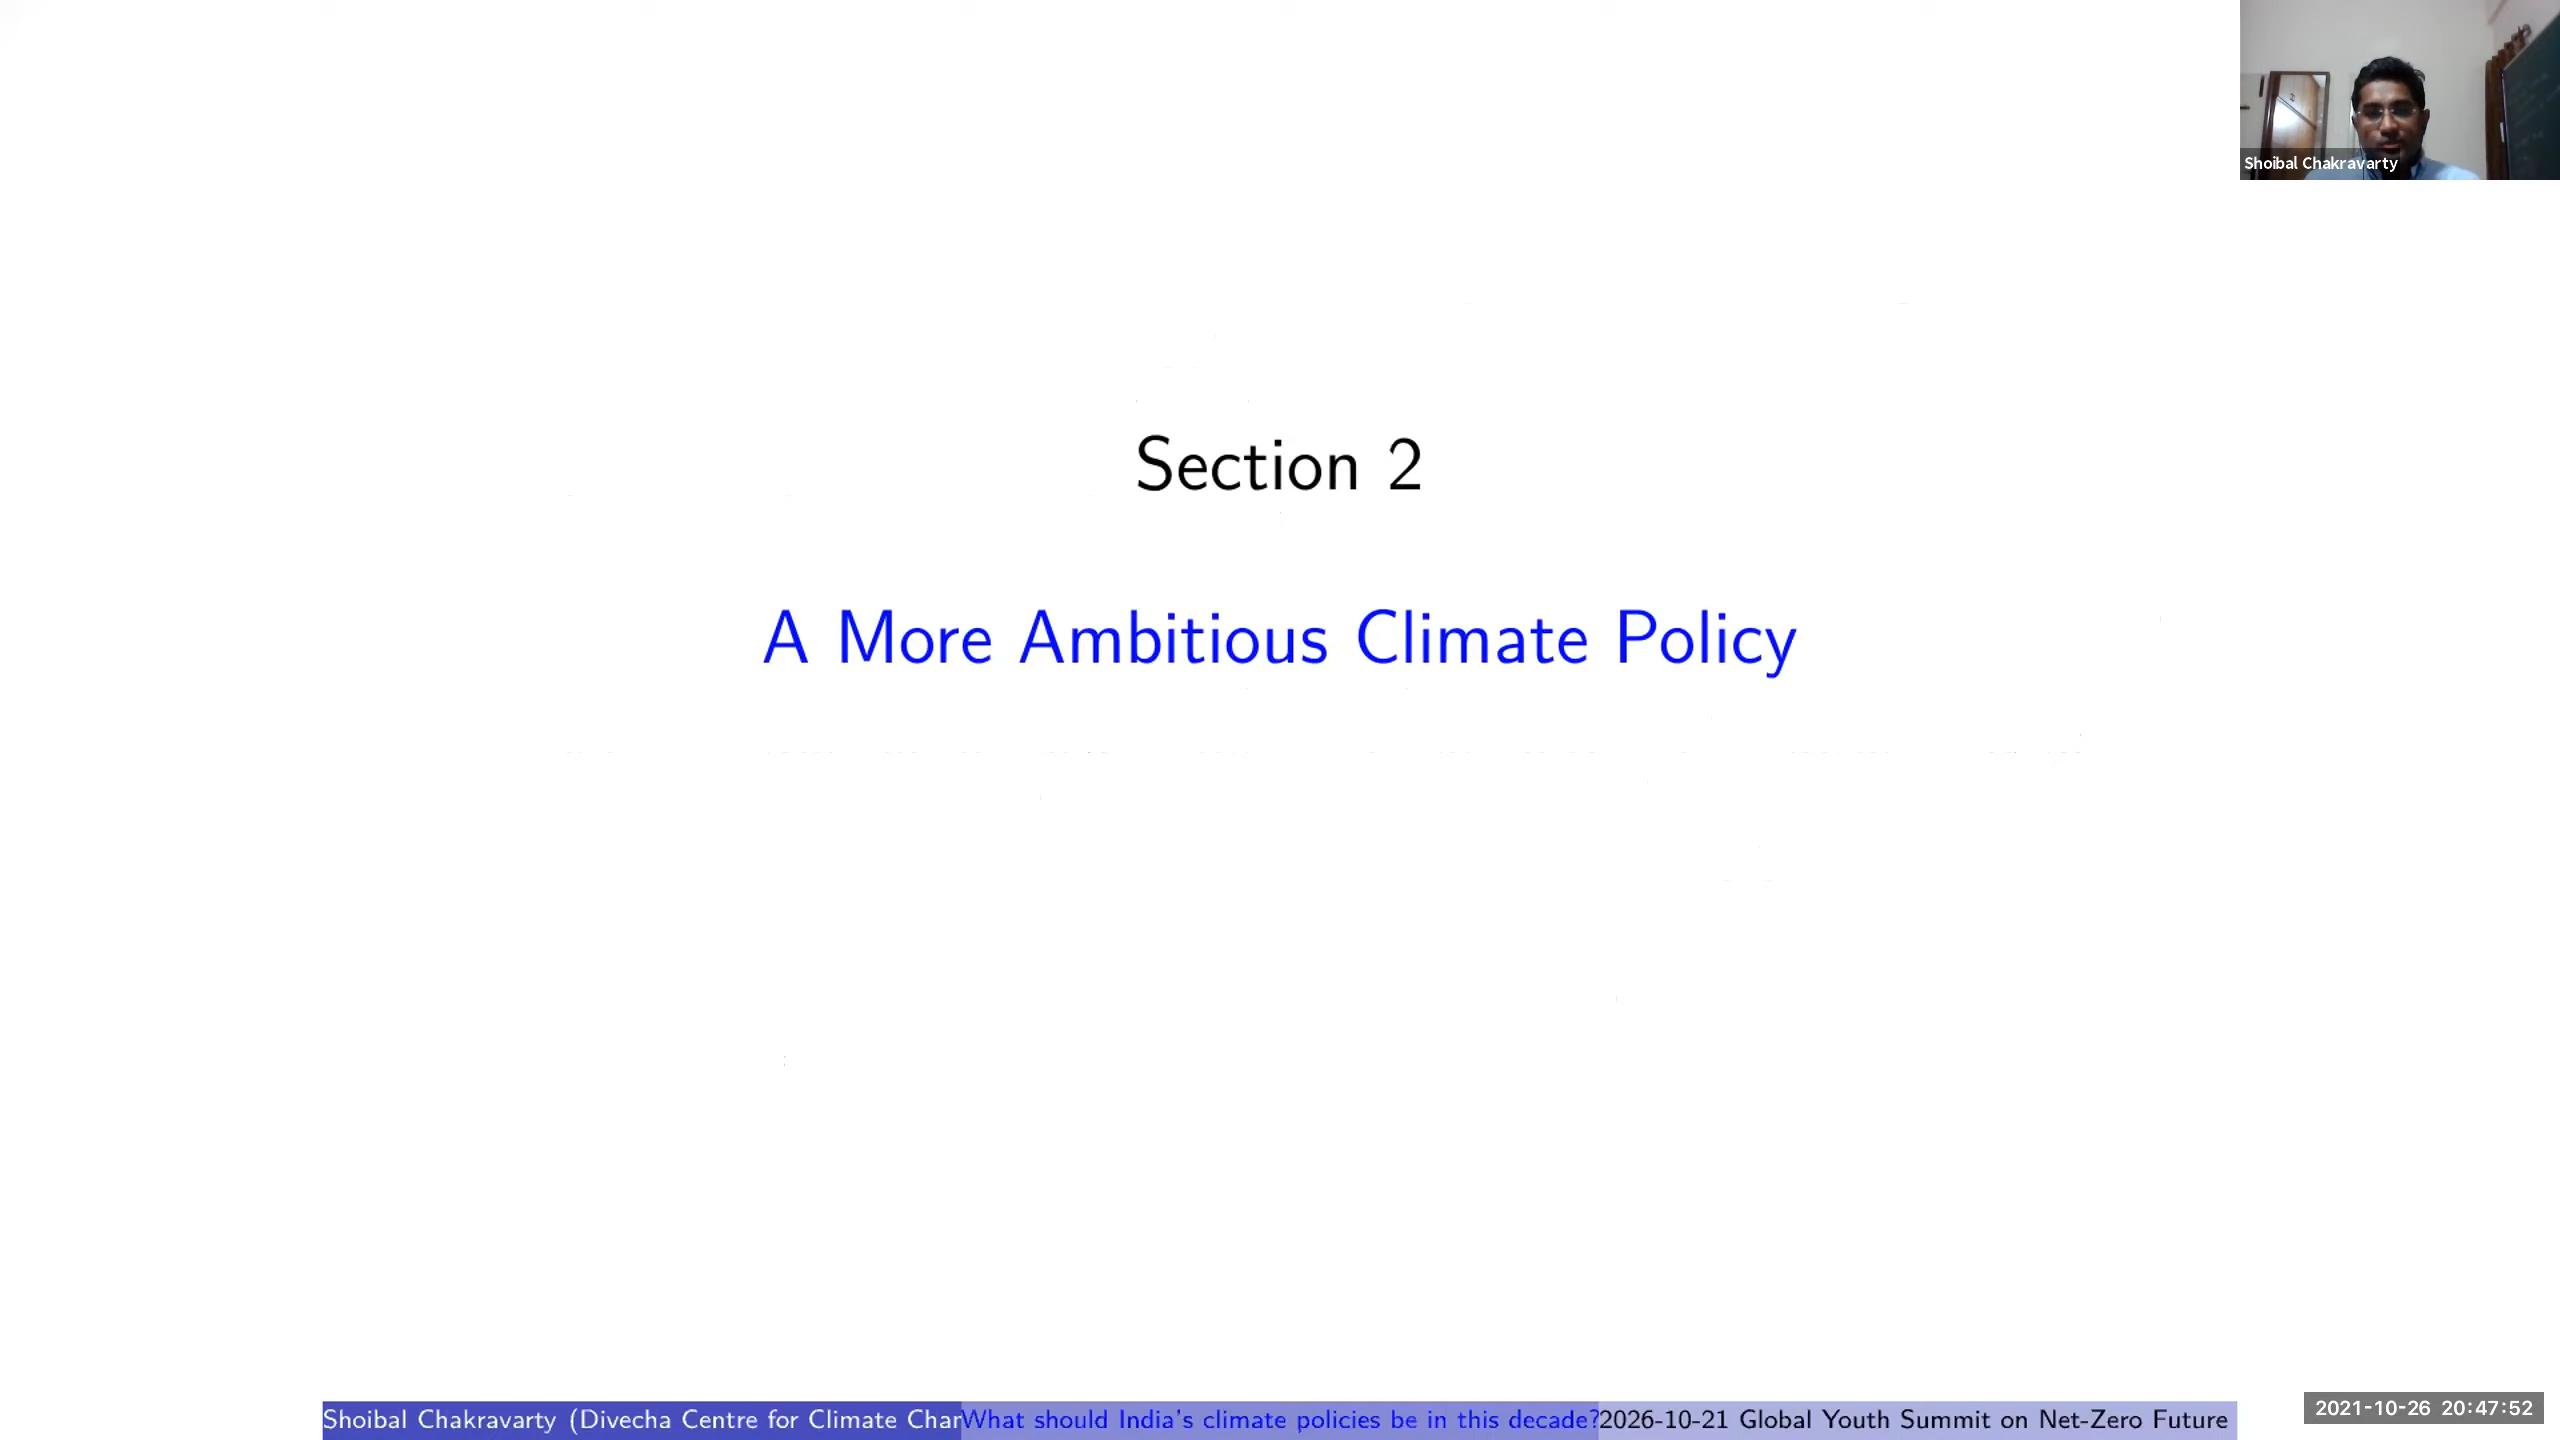 Shoibal Chakravarty
Section 2
A More Ambitious Climate Policy
Shoibal Chakravarty (Divecha Centre for Climate Char
What should India's climate policies be in this decade?
2026-10-21 Global Youth Summit on Net-Zero Future
2021-10-26 20:47:52